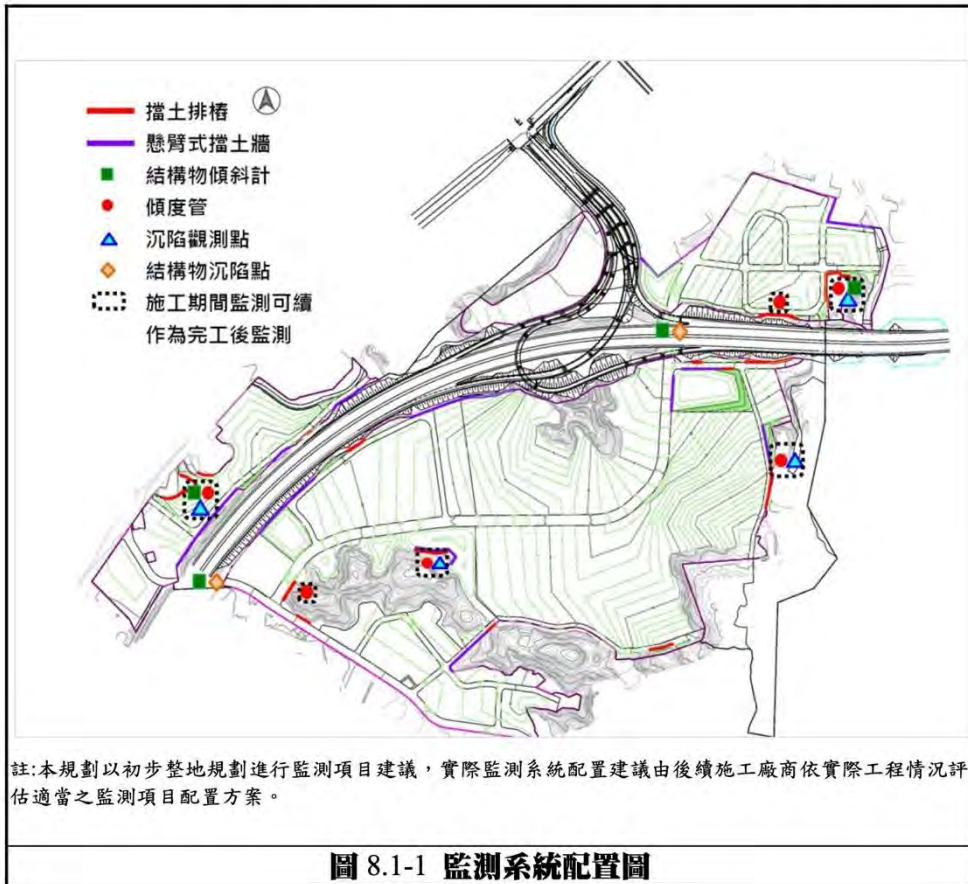 擋土排樁
懸臂式擋土牆
結構物傾斜計
傾度管
沉陷觀測點
結構物沉陷點
施工期間監測可續
作為完工後監測
註:本規劃以初步整地規劃進行監測項目建議，實際監測系統配置建議由後續施工廠商依實際工程情況評
估適當之監測項目配置方案。
圖 8.1-1 監測系統配置圖